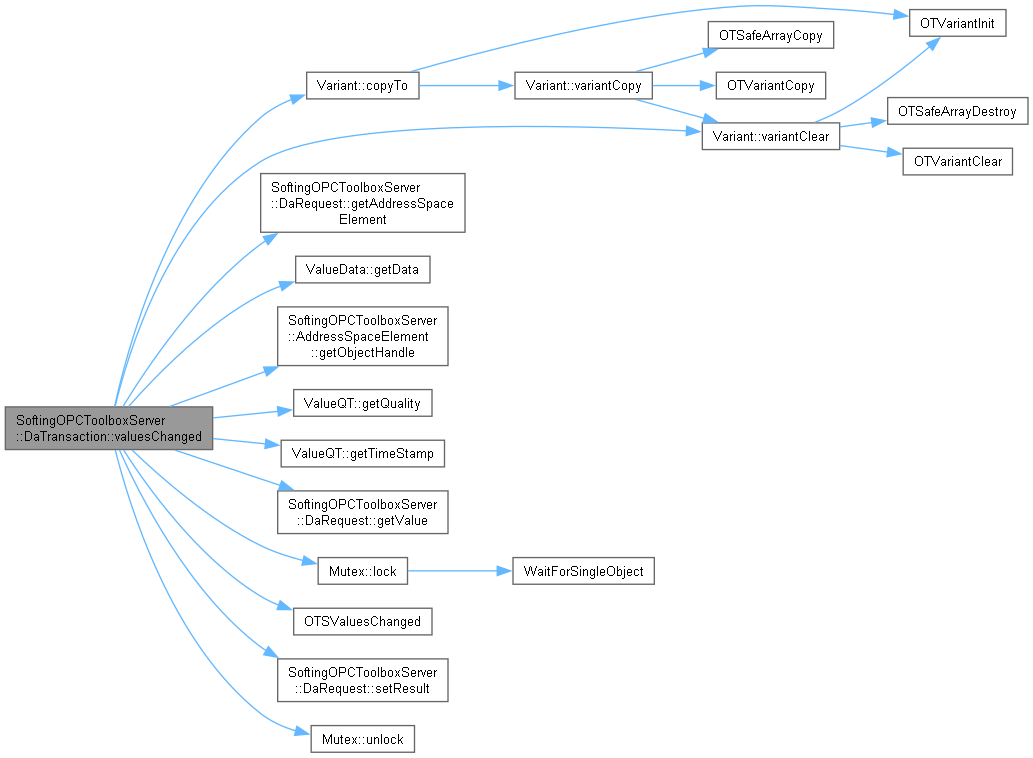 OTVariantInit
OTSafeArrayCopy
Variant::copyTo
Variant::variantCopy
OTVariantCopy
OTSafeArrayDestroy
Variant::variantClear
OTVariantClear
SoftingOPCToolboxServer
::DaRequest::getAddressSpace
Element
ValueData::getData
SoftingOPCToolboxServer
::AddressSpaceElement
::getObjectHandle
ValueQT::getQuality
SoftingOPCToolboxServer
::DaTransaction::valuesChanged
ValueQT::getTimeStamp
SoftingOPCToolboxServer
::DaRequest::getValue
Mutex::lock
WaitForSingleObject
OTSValuesChanged
SoftingOPCToolboxServer
::DaRequest::setResult
Mutex::unlock